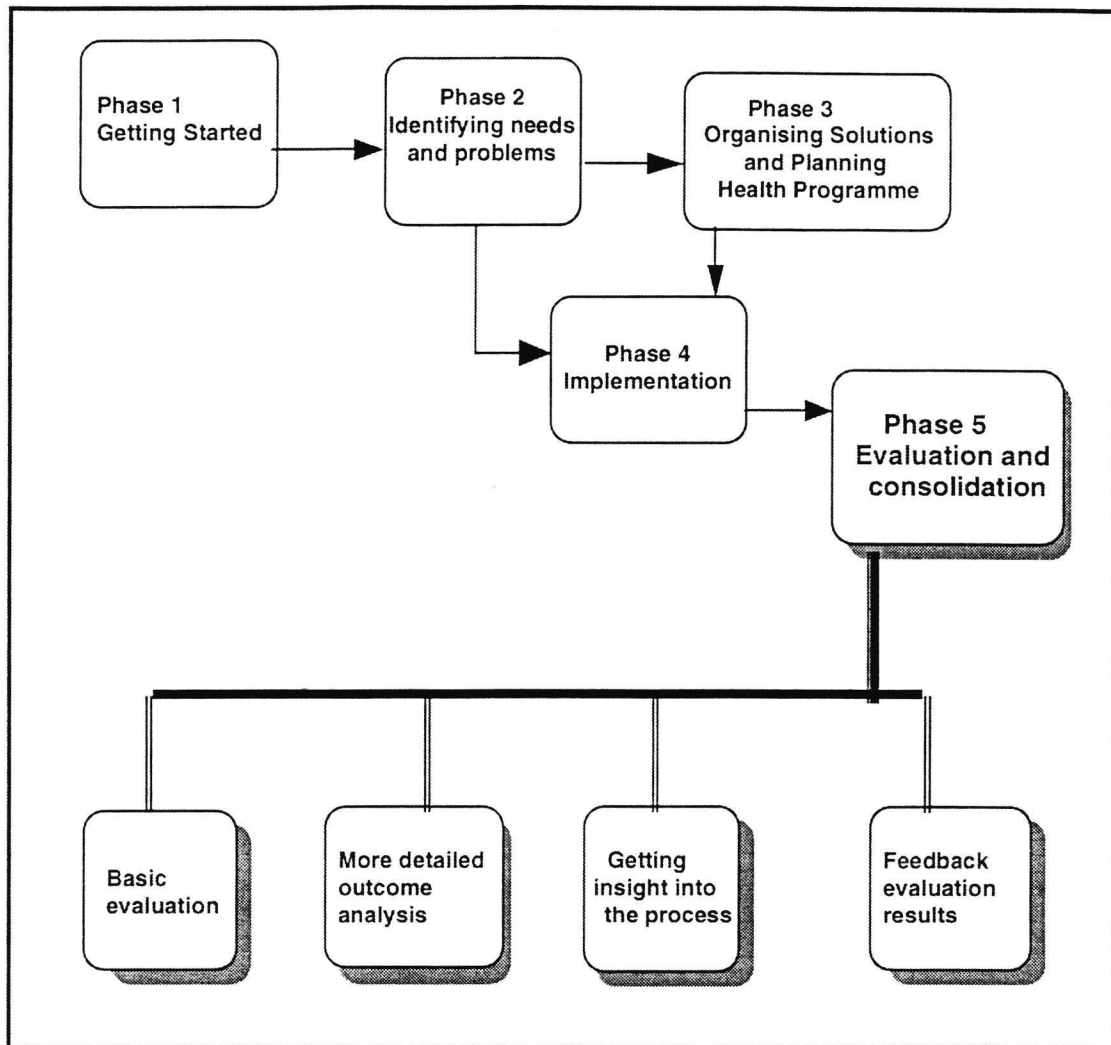 Phase 1
Getting Started
Phase 2
Identifying needs
and problems
Phase 3
Organising Solutions
and Planning
Health Programme
Phase 4
Implementation
Phase 5
Evaluation and
consolidation
Basic
evaluation
More detailed
outcome
analysis
Getting
insight into
the process
Feedback
evaluation
results